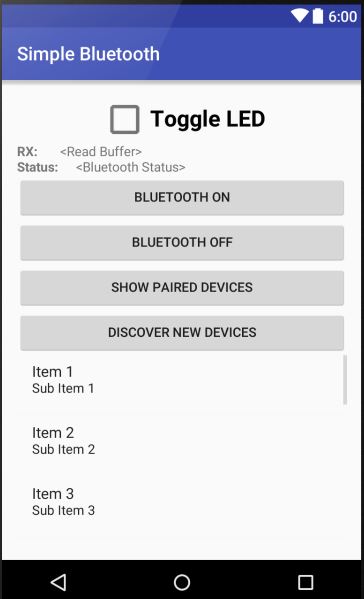 6:00
Simple Bluetooth
Toggle LED
RX: <Read Buffer>
Status: <Bluetooth Status>
BLUETOOTH ON
BLUETOOTH OFF
SHOW PAIRED DEVICES
DISCOVER NEW DEVICES
Item 1
Sub Item 1
Item 2
Sub Item 2
Item 3
Sub Item 3